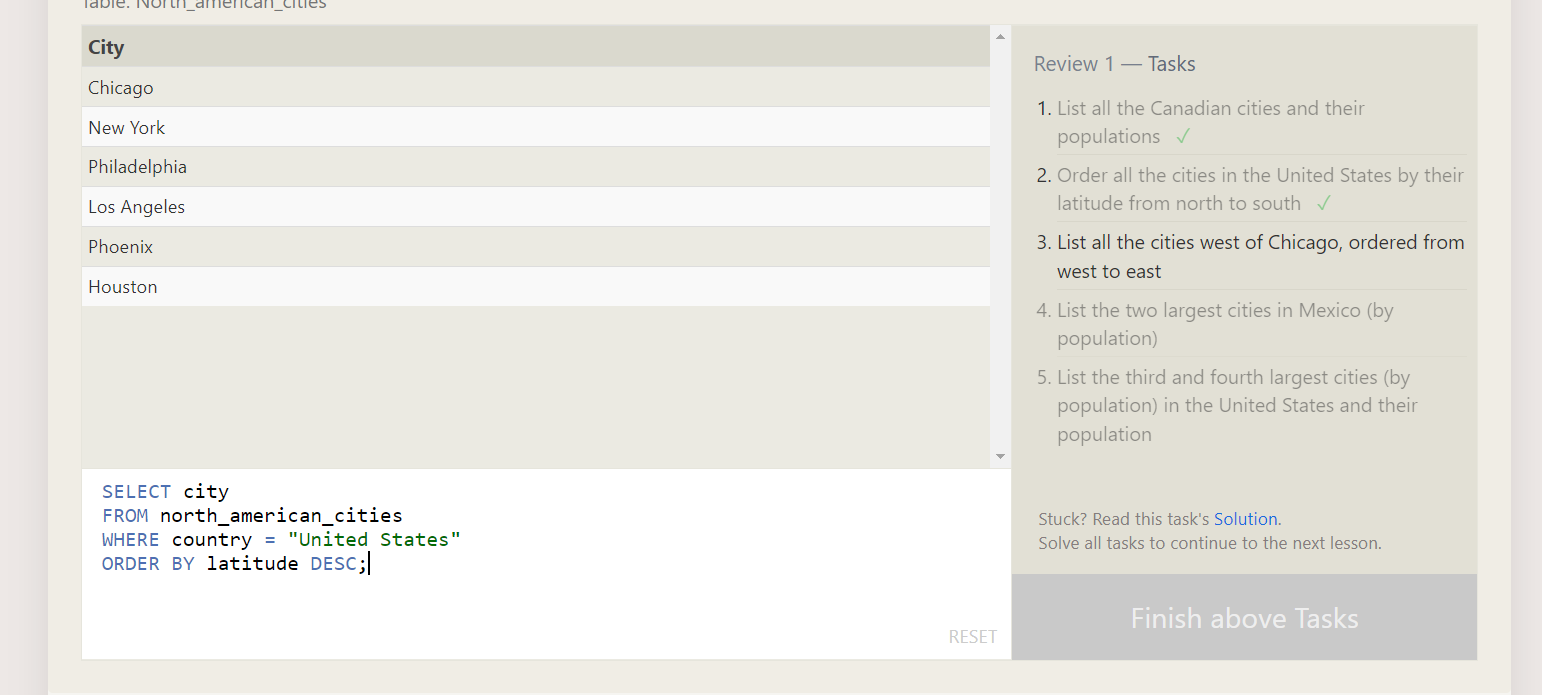 Table: North_american_cities
City
Chicago
New York
Philadelphia
Los Angeles
Phoenix
Houston
SELECT city
FROM north_american_cities
WHERE country = "United States"
ORDER BY latitude DESC;
RESET
Review 1 — Tasks
1. List all the Canadian cities and their
populations ✓
2. Order all the cities in the United States by their
latitude from north to south ✓
3. List all the cities west of Chicago, ordered from
west to east
4. List the two largest cities in Mexico (by
population)
5. List the third and fourth largest cities (by
population) in the United States and their
population
Stuck? Read this task's Solution.
Solve all tasks to continue to the next lesson.
Finish above Tasks